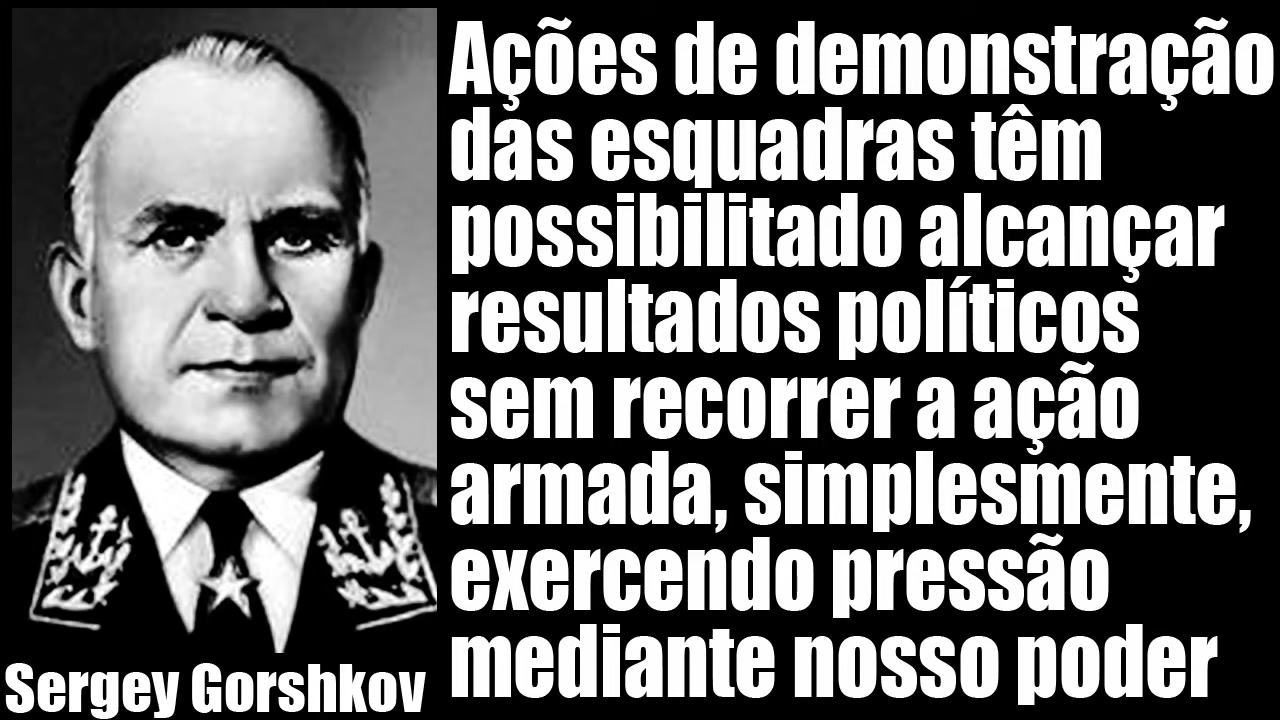 Ações de demonstração
das esquadras têm
possibilitado alcançar
resultados políticos
sem recorrer a ação
armada, simplesmente,
exercendo pressão
mediante nosso poder
Sergey Gorshkov